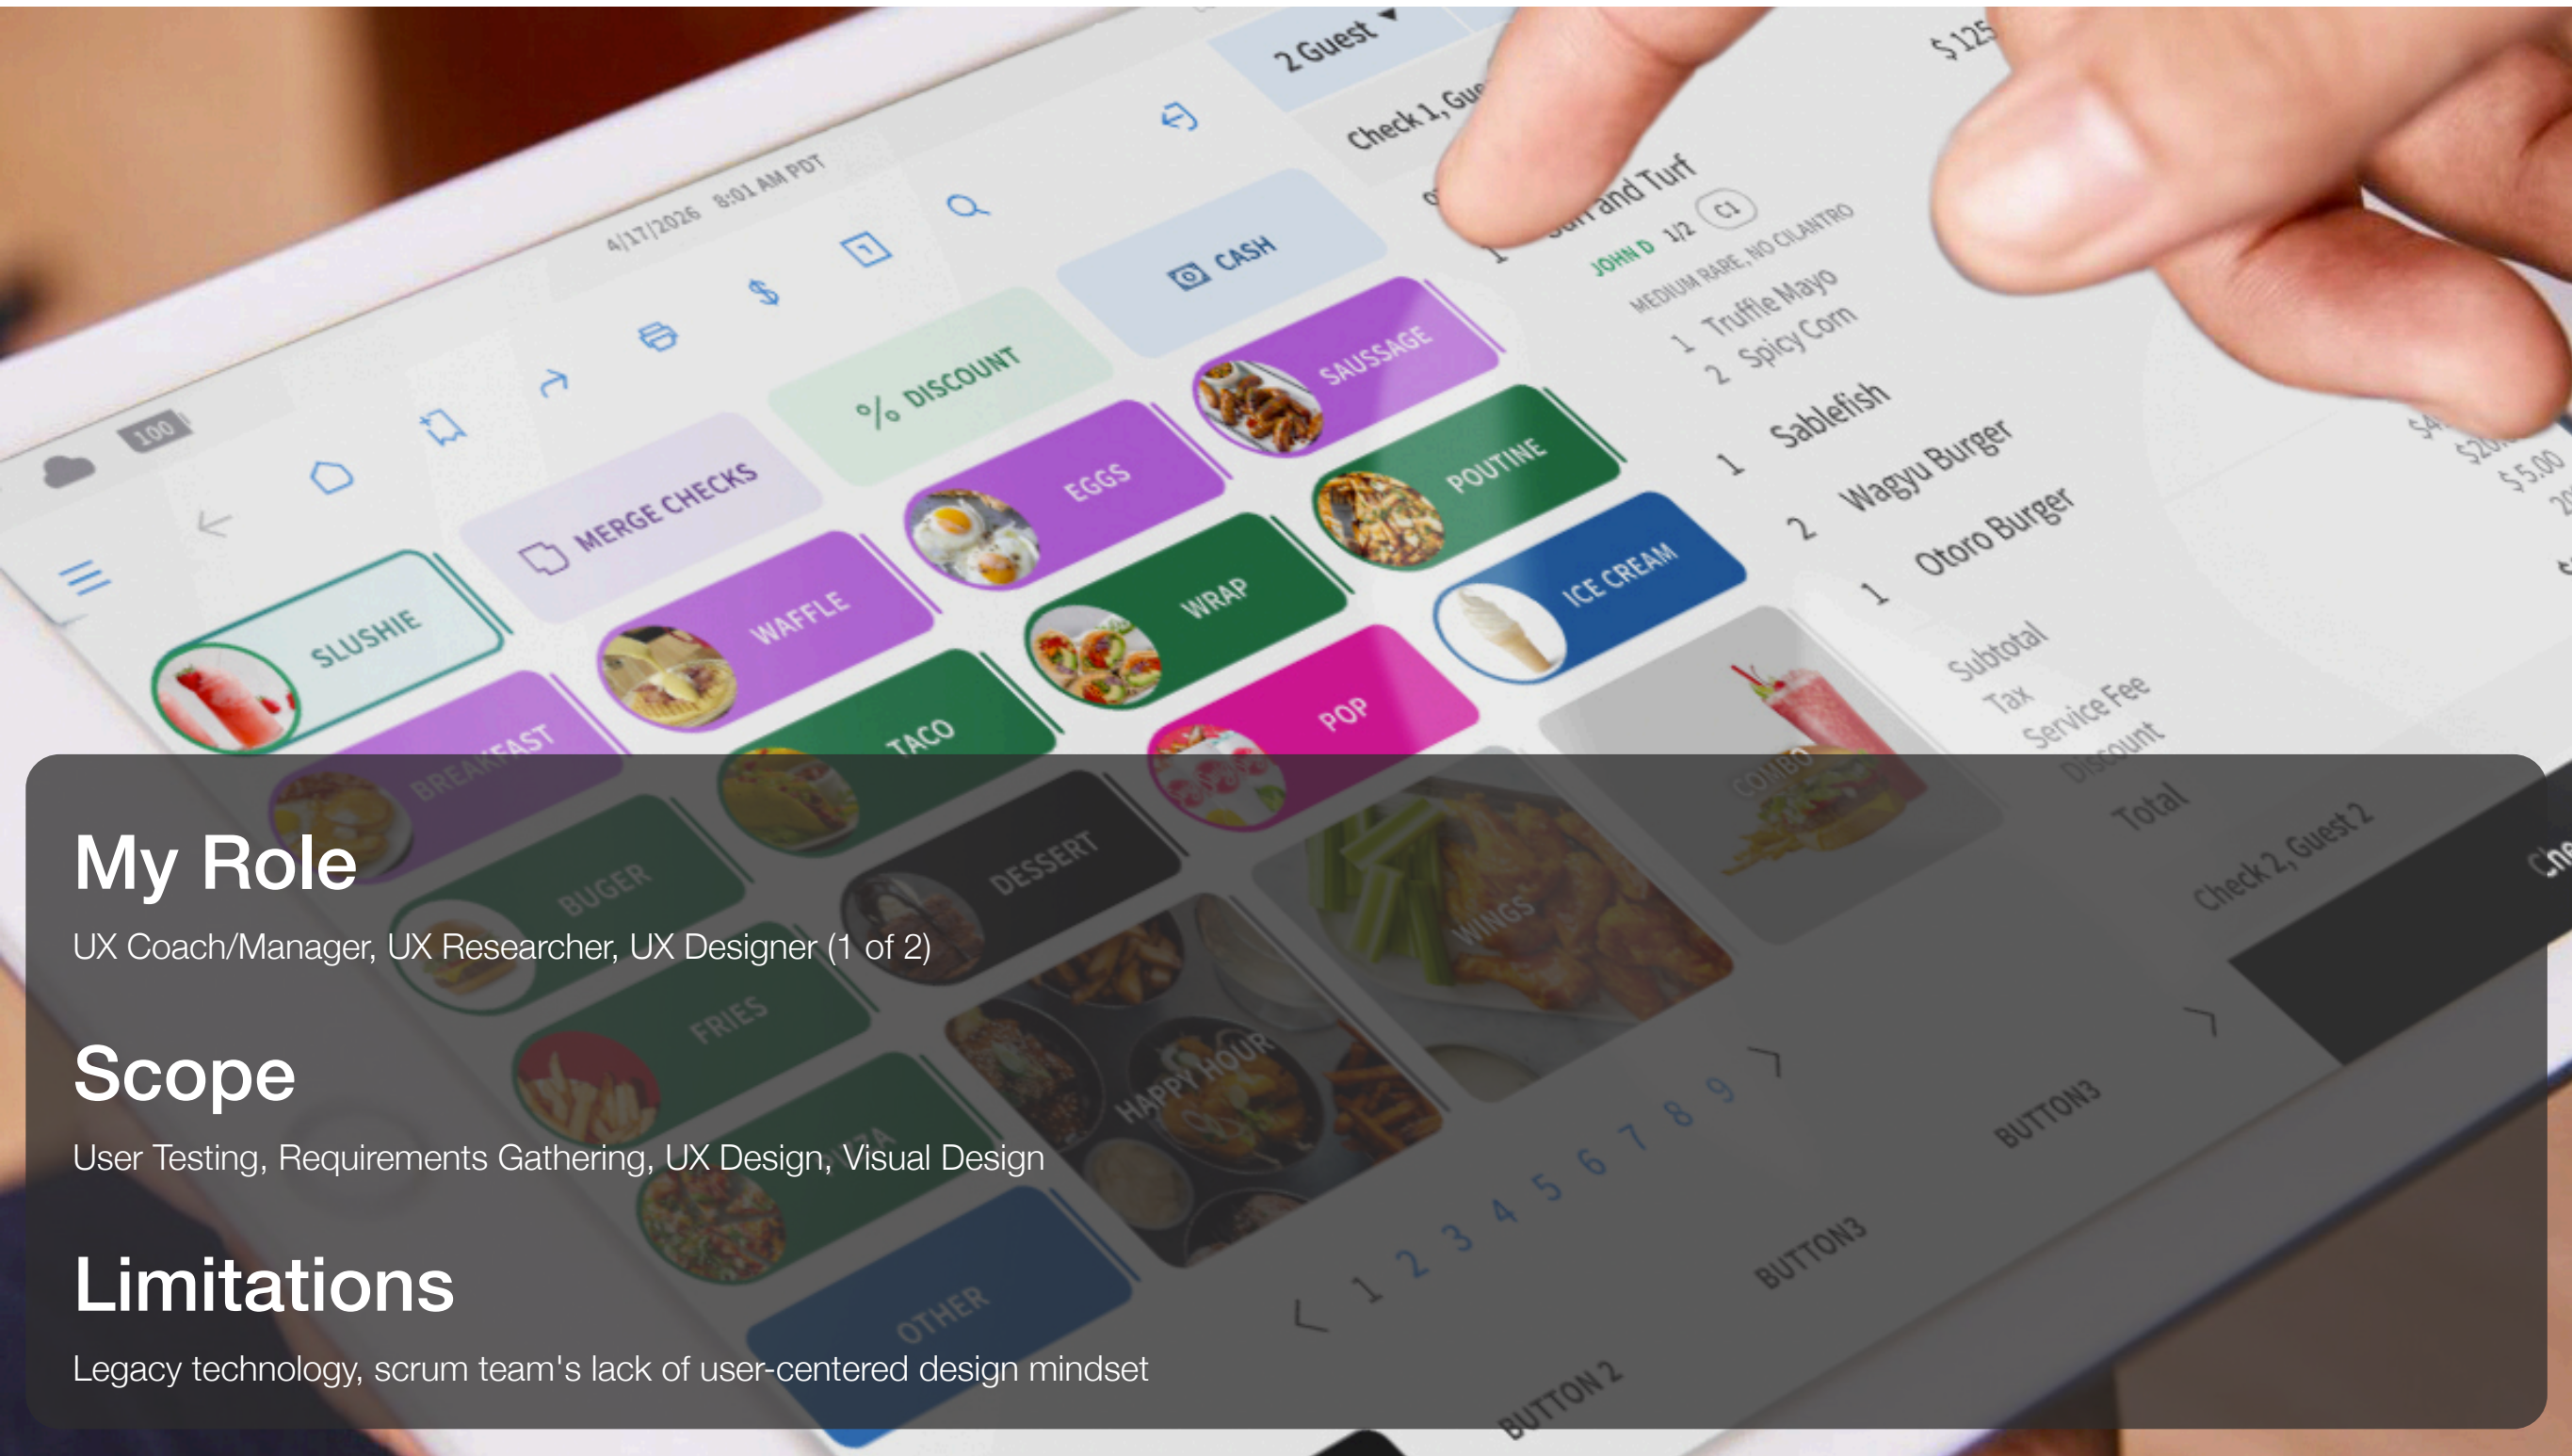 4/17/2026 8:01 AM PDT
100
2 Guest
Check 1,
$125
CASH
% DISCOUNT
MERGE CHECKS
SLUSHIE
WAFFLE
EGGS
SAUSSAGE
BREAKFAST
TACO
WRAP
POUTINE
BUGER
DESSERT
POP
ICE CREAM
FRIES
HAPPY HOUR
WINGS
COMBO
OTHER
1 and Turf
JOHN D 1/2 C1
MEDIUM RARE, NO CILANTRO
1 Truffle Mayo
2 Spicy Corn
1 Sablefish
2 Wagyu Burger
1 Otoro Burger
Subtotal
Tax
Service Fee
Discount
Total
$5.00
Check 2, Guest 2
1 2 3 4 5 6 7 8 9
BUTTON3
BUTTON3
BUTTON 2
My Role
UX Coach/Manager, UX Researcher, UX Designer (1 of 2)
Scope
User Testing, Requirements Gathering, UX Design, Visual Design
Limitations
Legacy technology, scrum team's lack of user-centered design mindset